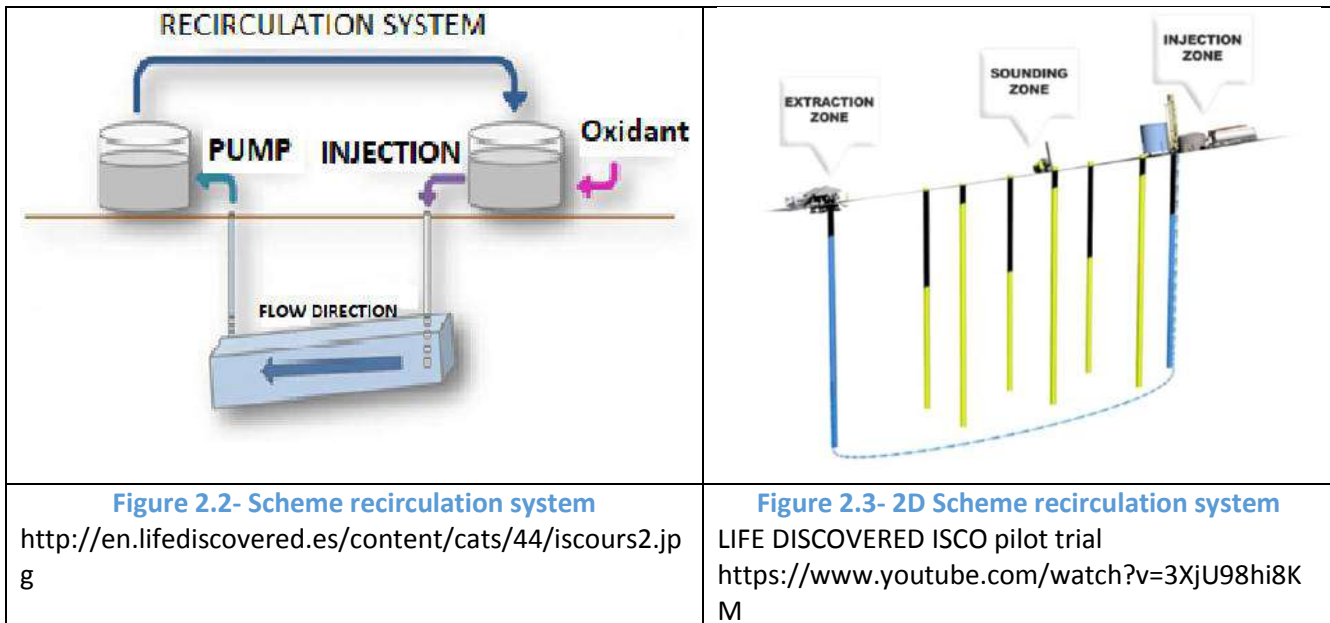 RECIRCULATION SYSTEM
Oxidant
PUMP
INJECTION
FLOW DIRECTION
INJECTION
ZONE
SOUNDING
ZONE
EXTRACTION
ZONE
Figure 2.2- Scheme recirculation system
http://en.lifediscovered.es/content/cats/44/iscours2.jp
g
Figure 2.3- 2D Scheme recirculation system
LIFE DISCOVERED ISCO pilot trial
https://www.youtube.com/watch?v=3XjU98hi8K
M